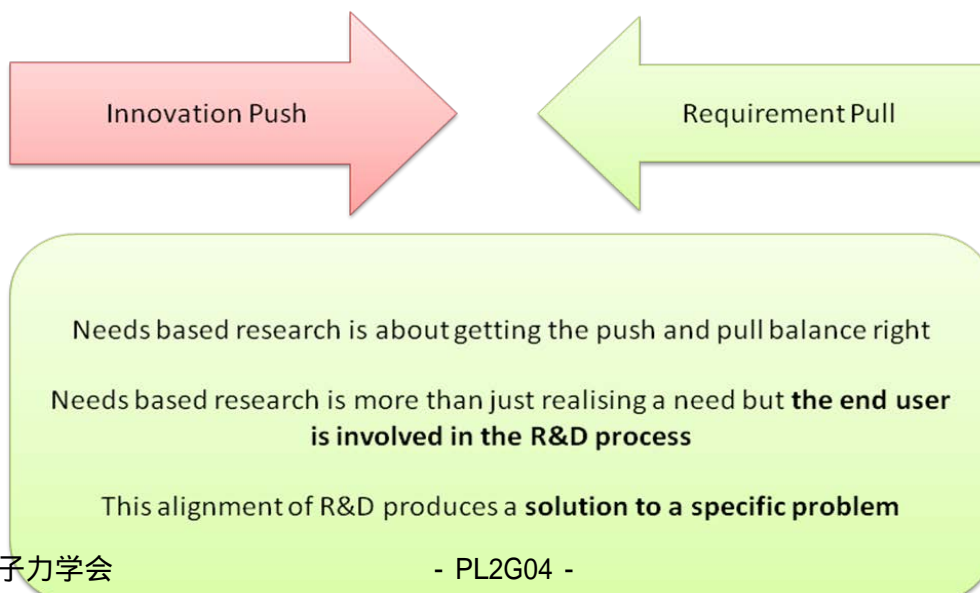 Innovation Push
Requirement Pull
Needs based research is about getting the push and pull balance right
Needs based research is more than just realising a need but the end user
is involved in the R&D process
This alignment of R&D produces a solution to a specific problem
子力学会
- PL2G04 -